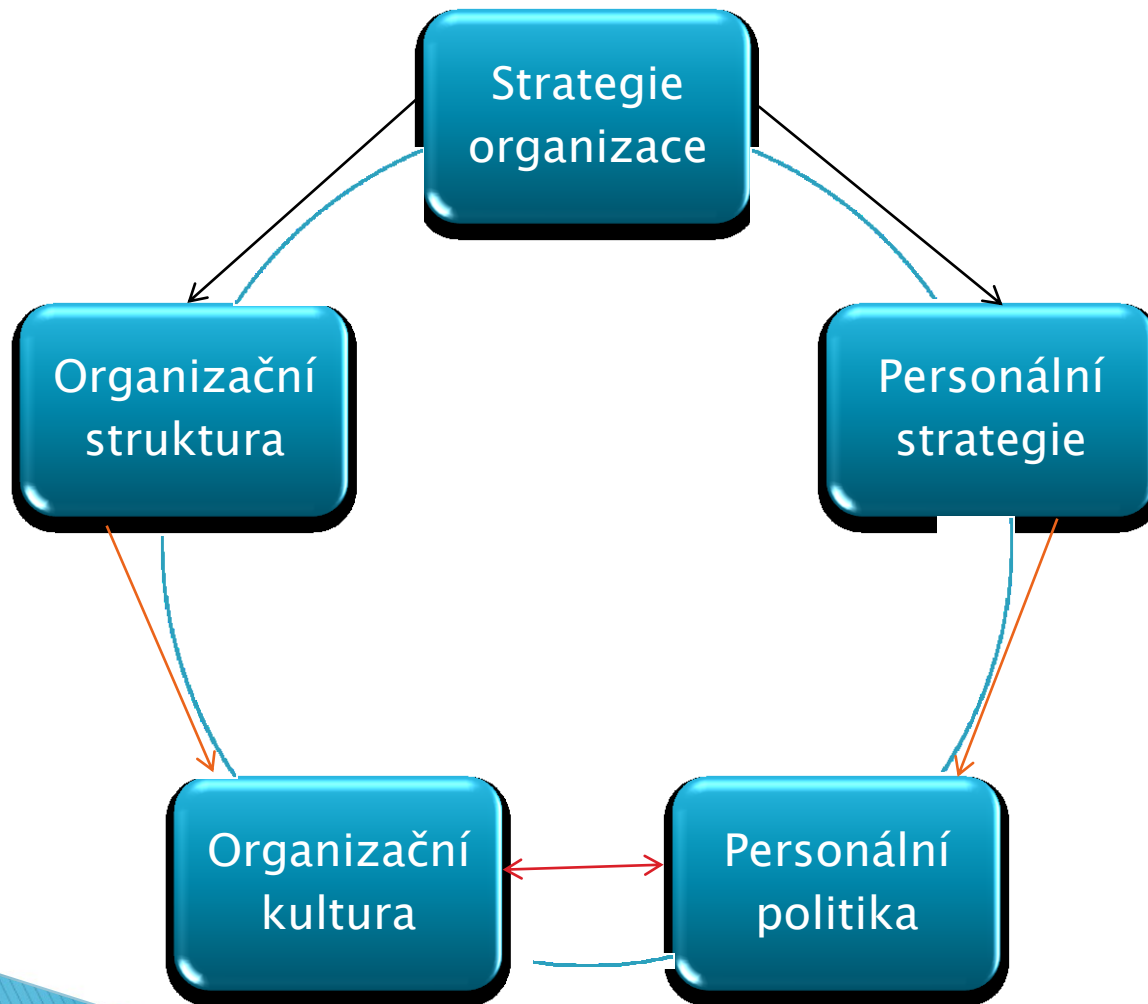 Strategie
organizace
Organizační
struktura
Personální
strategie
Organizační
kultura
Personální
politika